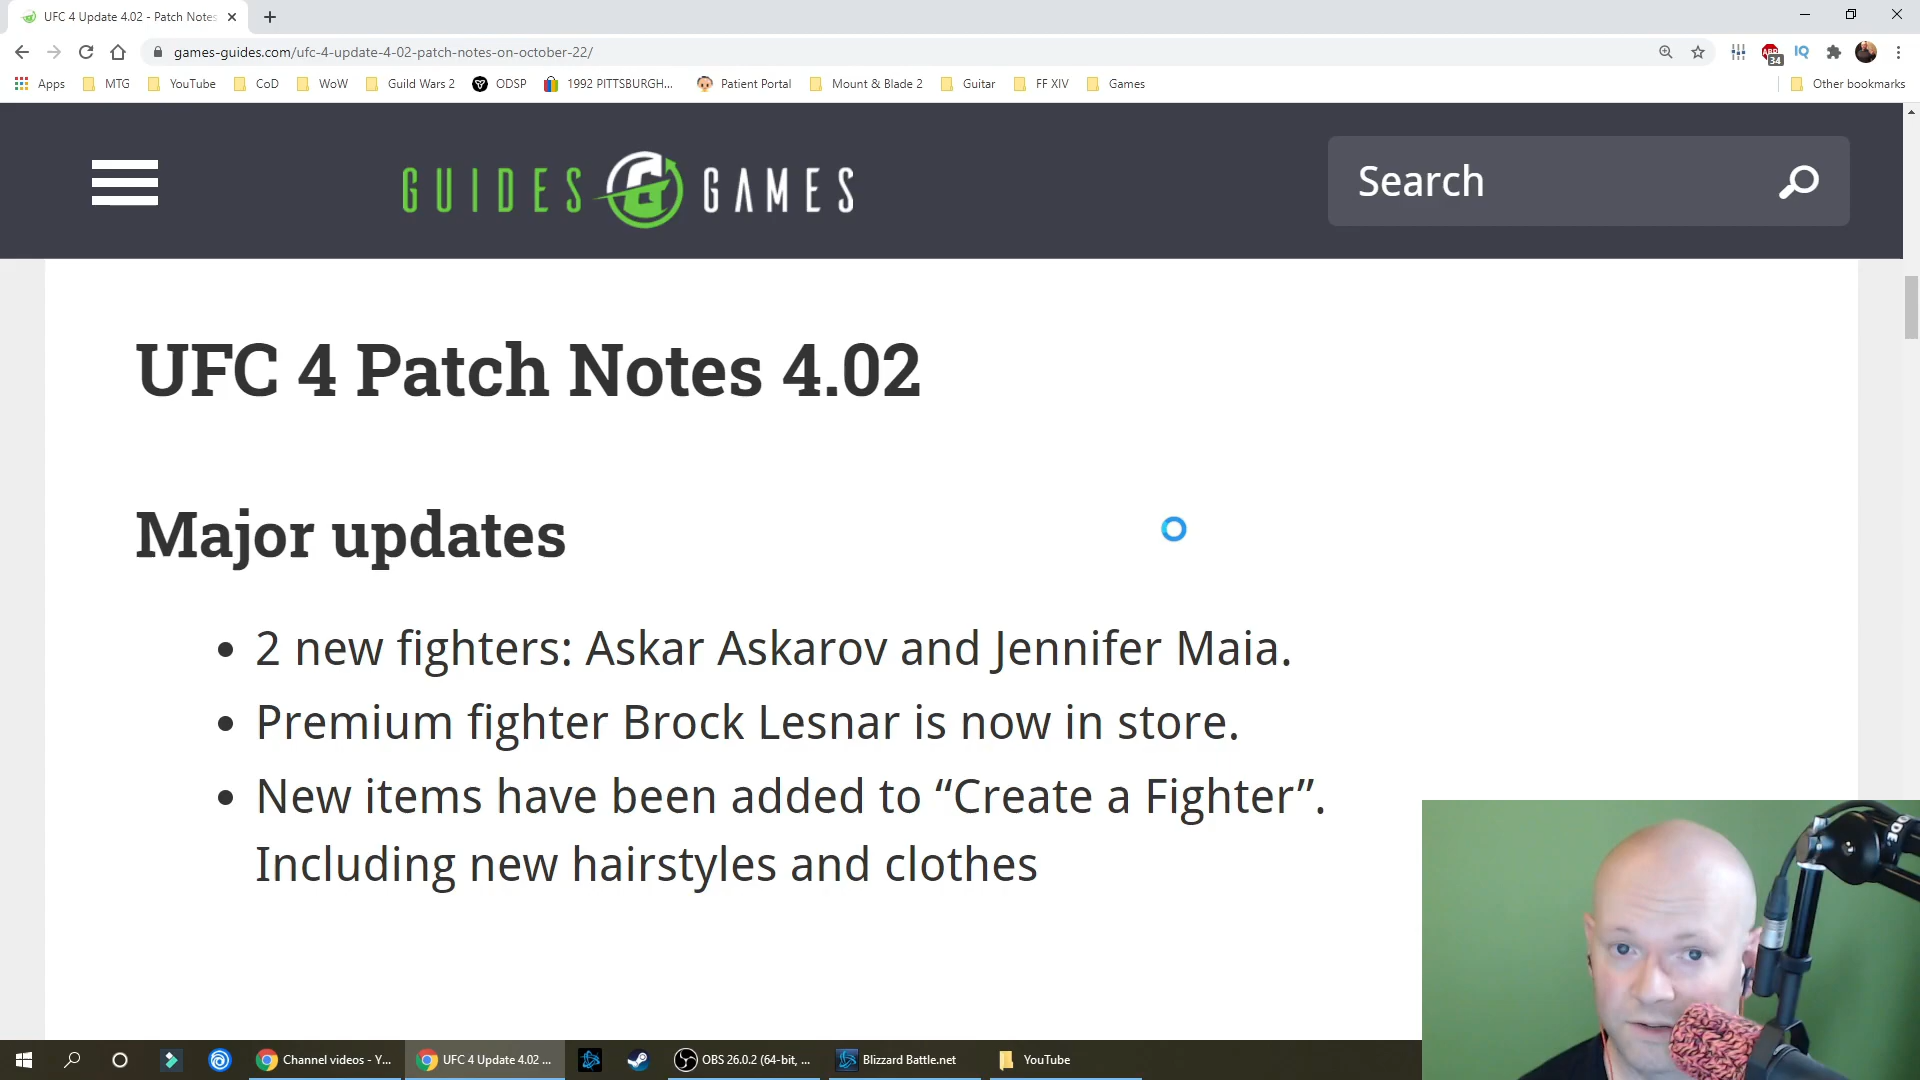 UFC 4 Update 4.02 - Patch Notes
games-guides.com/ufc-4-update-4-02-patch-notes-on-october-22/
ABP
34
IQ
Apps
MTG
YouTube
CoD
WoW
Guild Wars 2
ODSP
1992 PITTSBURGH...
Patient Portal
Mount & Blade 2
Guitar
FF XIV
Games
Other bookmarks
GUIDES G GAMES
Search
UFC 4 Patch Notes 4.02
Major updates
• 2 new fighters: Askar Askarov and Jennifer Maia.
• Premium fighter Brock Lesnar is now in store.
• New items have been added to “Create a Fighter”.
Including new hairstyles and clothes
RODE
Channel videos - Y...
UFC 4 Update 4.02 ...
OBS 26.0.2 (64-bit, ...
Blizzard Battle.net
YouTube